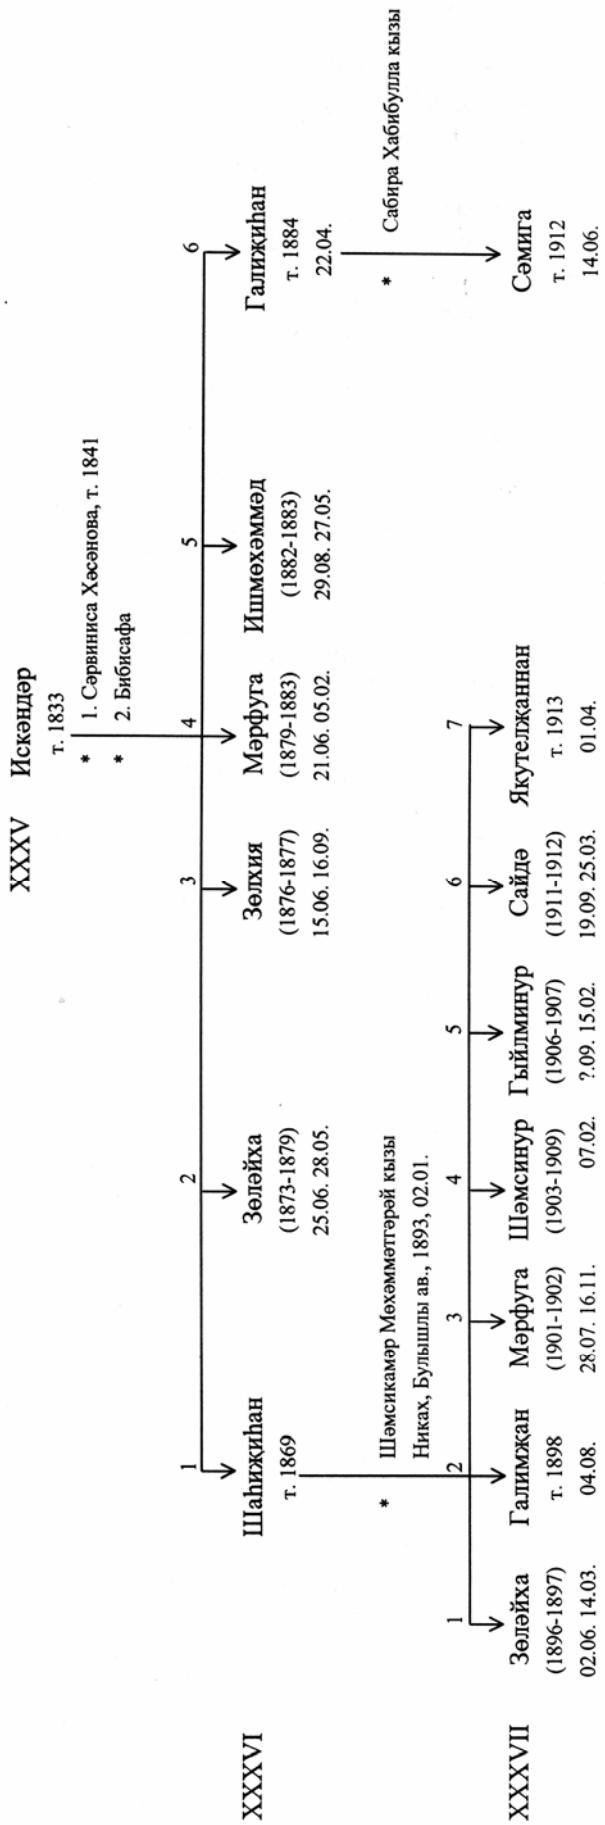 XXXV Искәндәр
т. 1833
* 1. Сәрвиниса Хәсәнова, т. 1841
* 2. Бибисафа
1 2 3 4 5 6
XXXVI
Шаһиҗиһан
т. 1869
Зөләйха
(1873-1879)
25.06. 28.05.
Зөлхия
(1876-1877)
15.06. 16.09.
Мәрфуга
(1879-1883)
21.06. 05.02.
Ишмөхәммәд
(1882-1883)
29.08. 27.05.
Галиҗиһан
т. 1884
22.04.
* Шәмсикамәр Мөхәммәтгәрәй кызы
Никах, Булышлы ав., 1893, 02.01.
* Сабира Хабибулла кызы
1 2 3 4 5 6 7
XXXVII
Зөләйха
(1896-1897)
02.06. 14.03.
Галимҗан
т. 1898
04.08.
Мәрфуга
(1901-1902)
28.07. 16.11.
Шәмсинур
(1903-1909)
07.02.
Гыйлминур
(1906-1907)
?.09. 15.02.
Сайдә
(1911-1912)
19.09. 25.03.
Якутелҗаннан
т. 1913
01.04.
Сәмига
т. 1912
14.06.